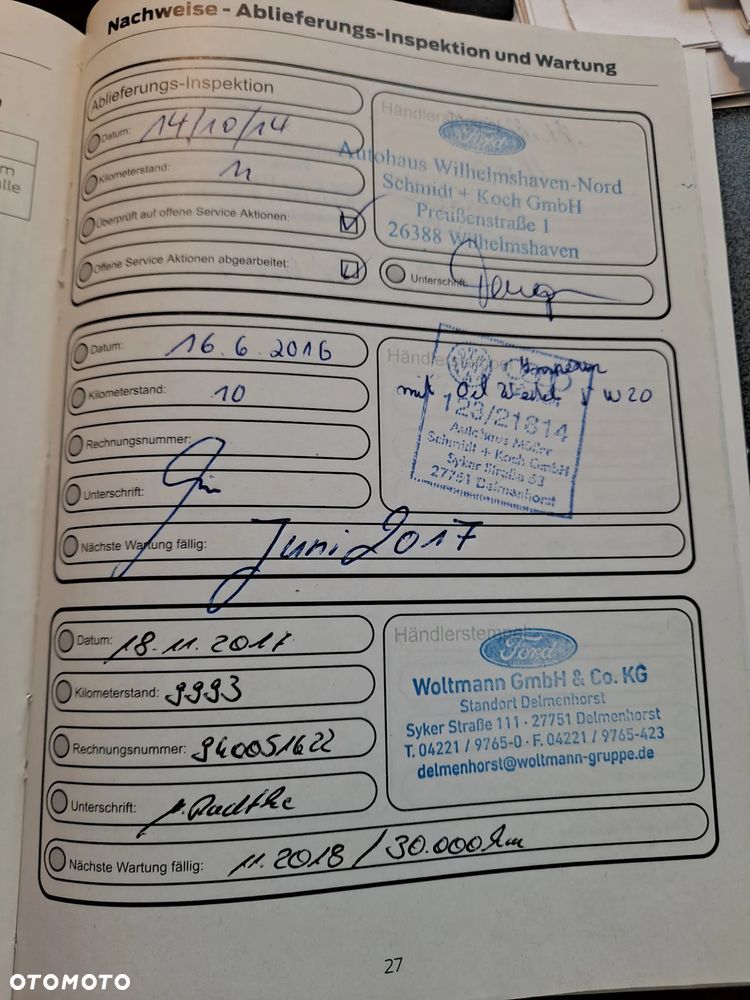 Nachweise - Ablieferungs-Inspektion und Wartung
Ablieferungs-Inspektion
Datum: 14/10/14
Kilometerstand: 11
Überprüft auf offene Service Aktionen:
Offene Service Aktionen abgearbeitet:
Ford
Autohaus Wilhelmshaven-Nord
Schmidt + Koch GmbH
Preußenstraße 1
26388 Wilhelmshaven
Unterschrift:
Datum: 16.6.2016
Kilometerstand: 10
Rechnungsnummer:
Unterschrift:
Nächste Wartung fällig: Juni 2017
mit Oel
W20
123/21814
Autohaus Möller
Schmidt + Koch GmbH
Syker Straße 53
27751 Delmenhorst
Datum: 18.11.2017
Kilometerstand: 9993
Rechnungsnummer: 940051622
Unterschrift: p. Radtke
Nächste Wartung fällig: 11.2018 / 30.000 km
Händlerstempel
Ford
Woltmann GmbH & Co. KG
Standort Delmenhorst
Syker Straße 111 · 27751 Delmenhorst
T. 04221 / 9765-0 · F. 04221 / 9765-423
delmenhorst@woltmann-gruppe.de
27
OTOMOTO